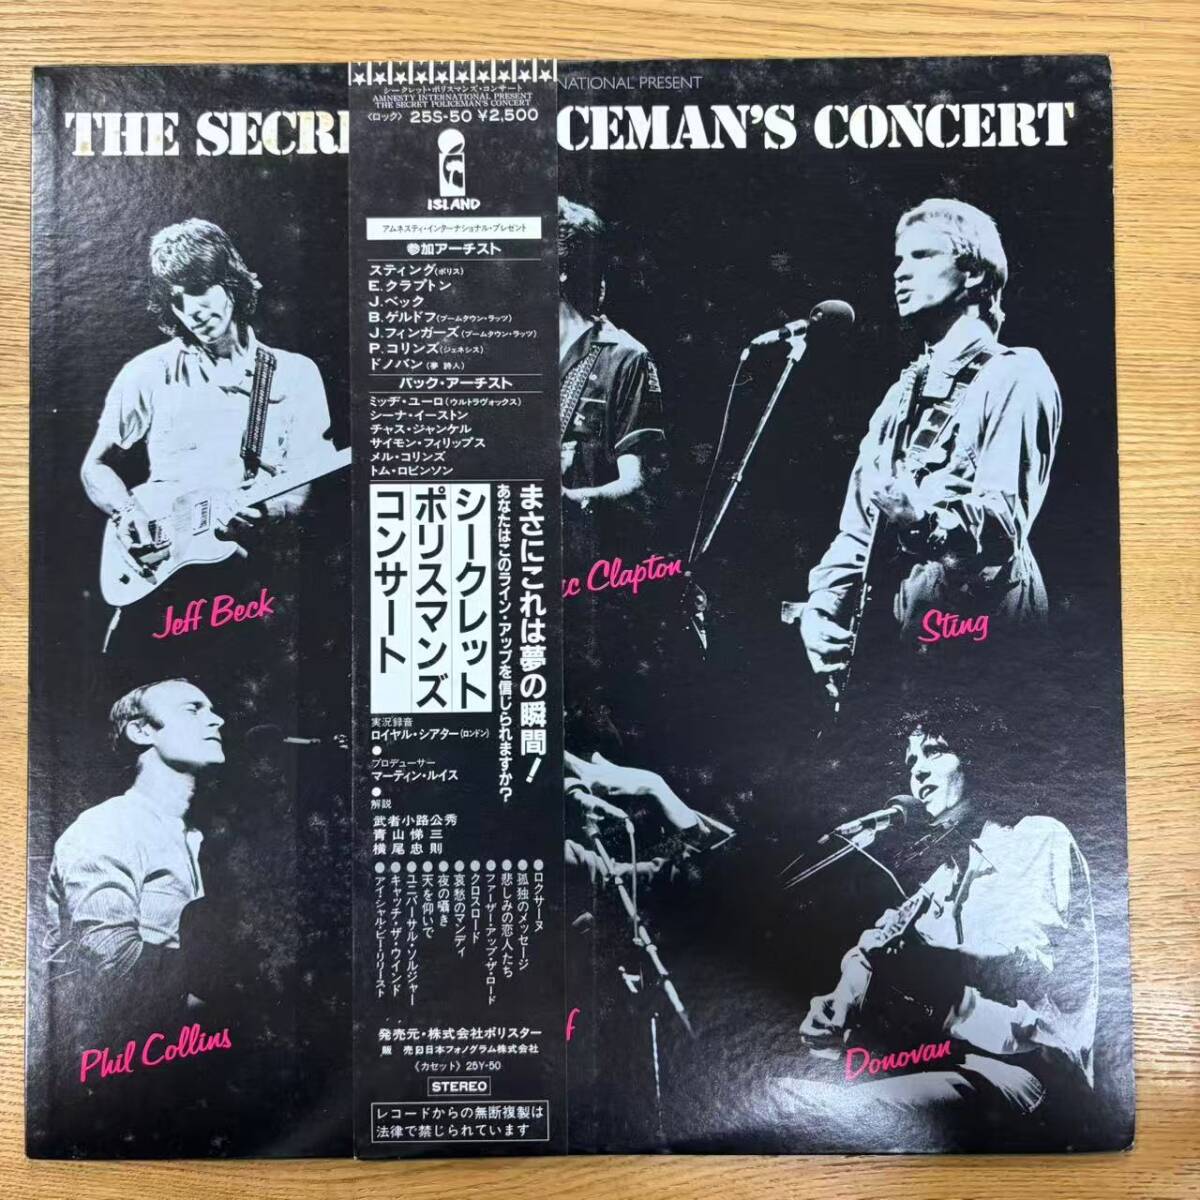 NATIONAL PRESENT
THE SECRE CEMAN'S CONCERT
シークレット・ポリスマンズ・コンサート
AMNESTY INTERNATIONAL PRESENT
THE SECRET POLICEMAN'S CONCERT
〈ロック〉 25S-50 ¥2,500
ISLAND
アムネスティ・インターナショナル・プレゼント
参加アーチスト
スティング(ポリス)
E.クラプトン
J.ベック
B.ゲルドフ(ブームタウン・ラッツ)
J.フィンガーズ(ブームタウン・ラッツ)
P.コリンズ(ジェネシス)
ドノバン(夢詩人)
バック・アーチスト
ミッヂ・ユーロ(ウルトラヴォックス)
シーナ・イーストン
チャス・ジャンケル
サイモン・フィリップス
メル・コリンズ
トム・ロビンソン
まさにこれは夢の瞬間!
あなたはこのライン・アップを信じられますか?
シークレット
ポリスマンズ
コンサート
実況録音
ロイヤル・シアター(ロンドン)
●
プロデューサー
マーティン・ルイス
●
解説
武者小路公秀
青山悌三
横尾忠則
●ロクサーヌ
●孤独のメッセージ
●悲しみの恋人たち
●ファーザー・アップ・ザ・ロード
●クロスロード
●哀愁のマンディ
●夜の囁き
●天を仰いで
●ユニバーサル・ソルジャー
●キャッチ・ザ・ウインド
●アイ・シャル・ビー・リリースト
発売元・株式会社ポリスター
販売 日本フォノグラム株式会社
《カセット》25Y-50
STEREO
レコードからの無断複製は
法律で禁じられています
Jeff Beck
ic Clapton
Sting
Phil Collins
f
Donovan